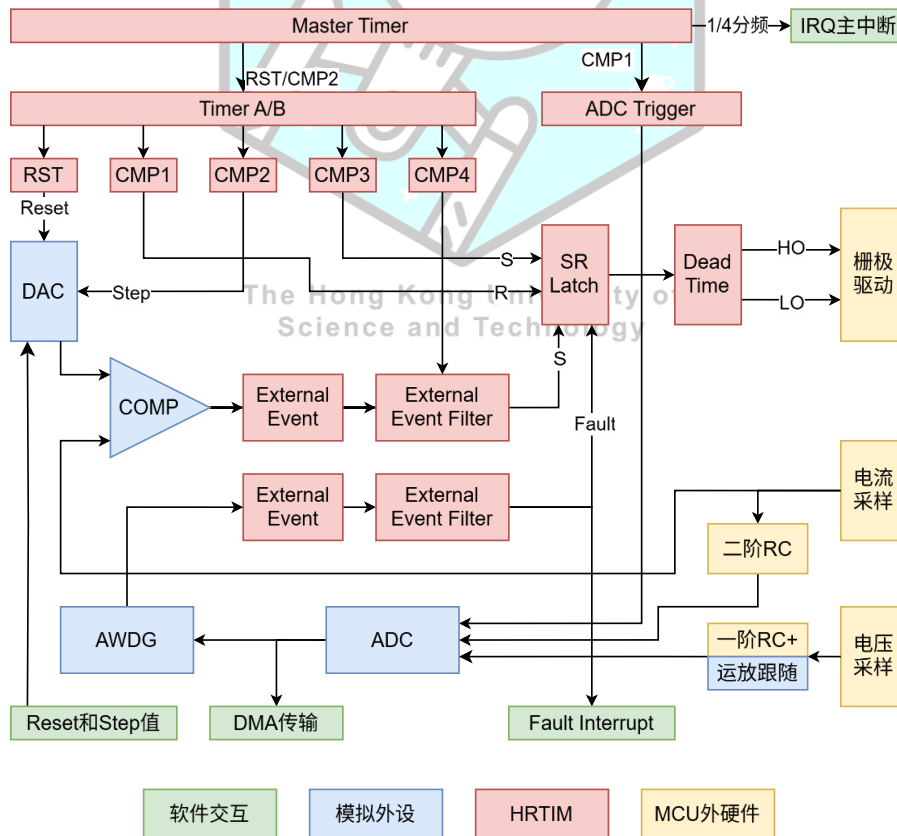 Master Timer
1/4分频
IRQ主中断
RST/CMP2
CMP1
Timer A/B
ADC Trigger
RST
CMP1
CMP2
CMP3
CMP4
Reset
DAC
Step
S
R
SR
Latch
Dead
Time
HO
LO
栅极
驱动
The Hong Kong
ty of
Science and Technology
S
COMP
External
Event
External
Event Filter
Fault
External
Event
External
Event Filter
电流
采样
二阶RC
AWDG
ADC
一阶RC+
运放跟随
电压
采样
Reset和Step值
DMA传输
Fault Interrupt
软件交互
模拟外设
HRTIM
MCU外硬件